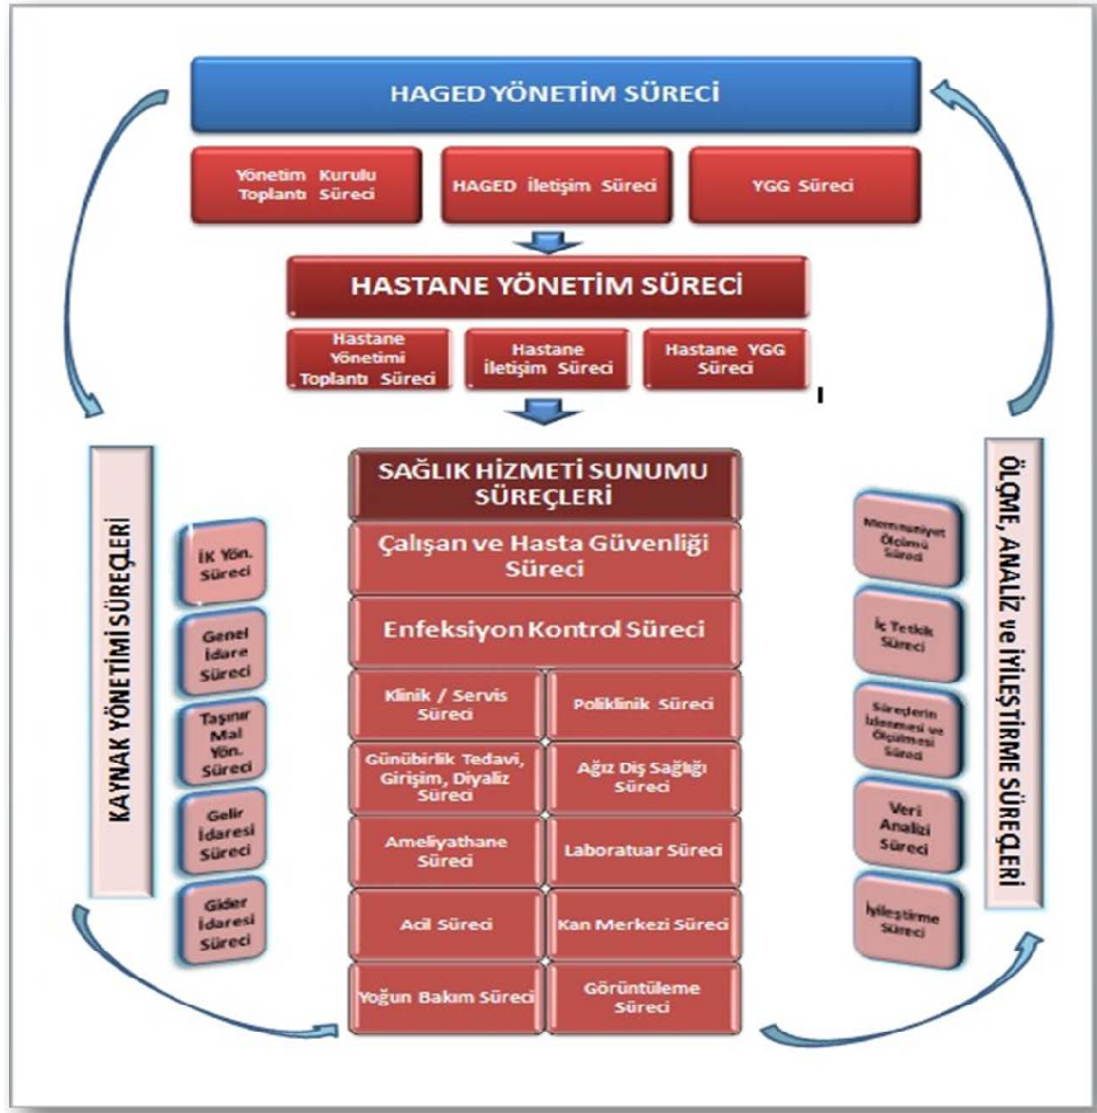 HAGED YÖNETİM SÜRECİ
Yönetim Kurulu
Toplantı Süreci
HAGED İletişim Süreci
YGG Süreci
HASTANE YÖNETİM SÜRECİ
Hastane
Yönetimi
Toplantı Süreci
Hastane
İletişim Süreci
Hastane YGG
Süreci
KAYNAK YÖNETİMİ SÜREÇLERİ
İK Yön.
Süreci
Genel
İdare
Süreci
Taşınır
Mal
Yön.
Süreci
Gelir
İdaresi
Süreci
Gider
İdaresi
Süreci
SAĞLIK HİZMETİ SUNUMU
SÜREÇLERİ
Çalışan ve Hasta Güvenliği
Süreci
Enfeksiyon Kontrol Süreci
Klinik / Servis
Süreci
Poliklinik Süreci
Günübirlik Tedavi,
Girişim, Diyaliz
Süreci
Ağız Diş Sağlığı
Süreci
Ameliyathane
Süreci
Laboratuar Süreci
Acil Süreci
Kan Merkezi Süreci
Yoğun Bakım Süreci
Görüntüleme
Süreci
Memnuniyet
Ölçümü
Süreci
İç Tetkik
Süreci
Süreçlerin
İzlenmesi ve
Ölçülmesi
Süreci
Veri
Analizi
Süreci
İyileştirme
Süreci
ÖLÇME, ANALİZ ve İYİLEŞTİRME SÜREÇLERİ